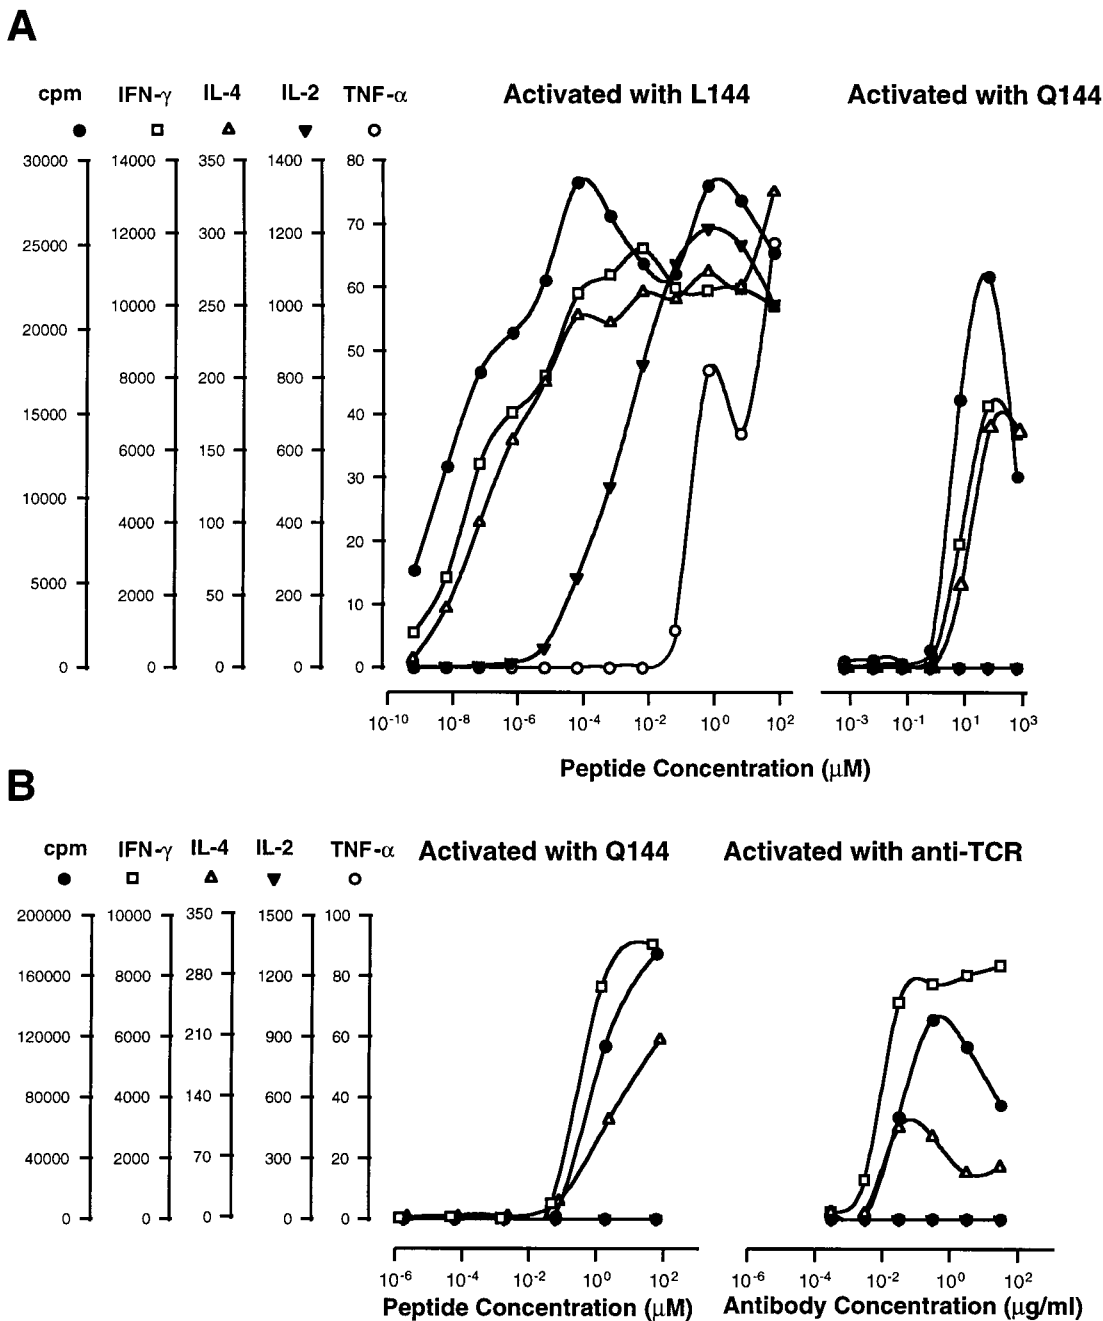 A
cpm IFN-γ IL-4 IL-2 TNF-α Activated with L144 Activated with Q144
30000 14000 350 1400 80
70
12000 300 1200
25000
60
10000 250 1000
20000
50
8000 200 800
15000
40
6000 150 600
30
10000
4000 100 400
20
5000
2000 50 200
10
0 0 0 0 0
10-10 10-8 10-6 10-4 10-2 100 102 10-3 10-1 101 103
Peptide Concentration (μM)
B
cpm IFN-γ IL-4 IL-2 TNF-α Activated with Q144 Activated with anti-TCR
200000 10000 350 1500 100
160000 8000 280 1200 80
120000 6000 210 900 60
80000 4000 140 600 40
40000 2000 70 300 20
0 0 0 0 0
10-6 10-4 10-2 100 102 10-6 10-4 10-2 100 102
Peptide Concentration (μM) Antibody Concentration (μg/ml)